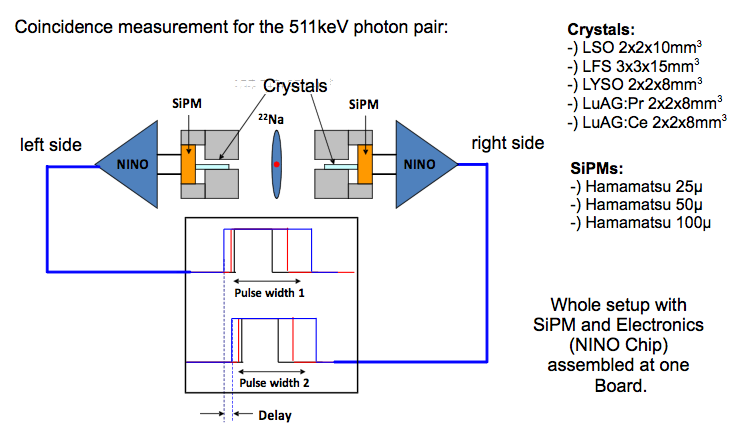 Coincidence measurement for the 511keV photon pair:
Crystals
SiPM
SiPM
²²Na
left side
right side
NINO
NINO
Pulse width 1
Pulse width 2
Delay
Crystals:
-) LSO 2x2x10mm³
-) LFS 3x3x15mm³
-) LYSO 2x2x8mm³
-) LuAG:Pr 2x2x8mm³
-) LuAG:Ce 2x2x8mm³
SiPMs:
-) Hamamatsu 25µ
-) Hamamatsu 50µ
-) Hamamatsu 100µ
Whole setup with
SiPM and Electronics
(NINO Chip)
assembled at one
Board.